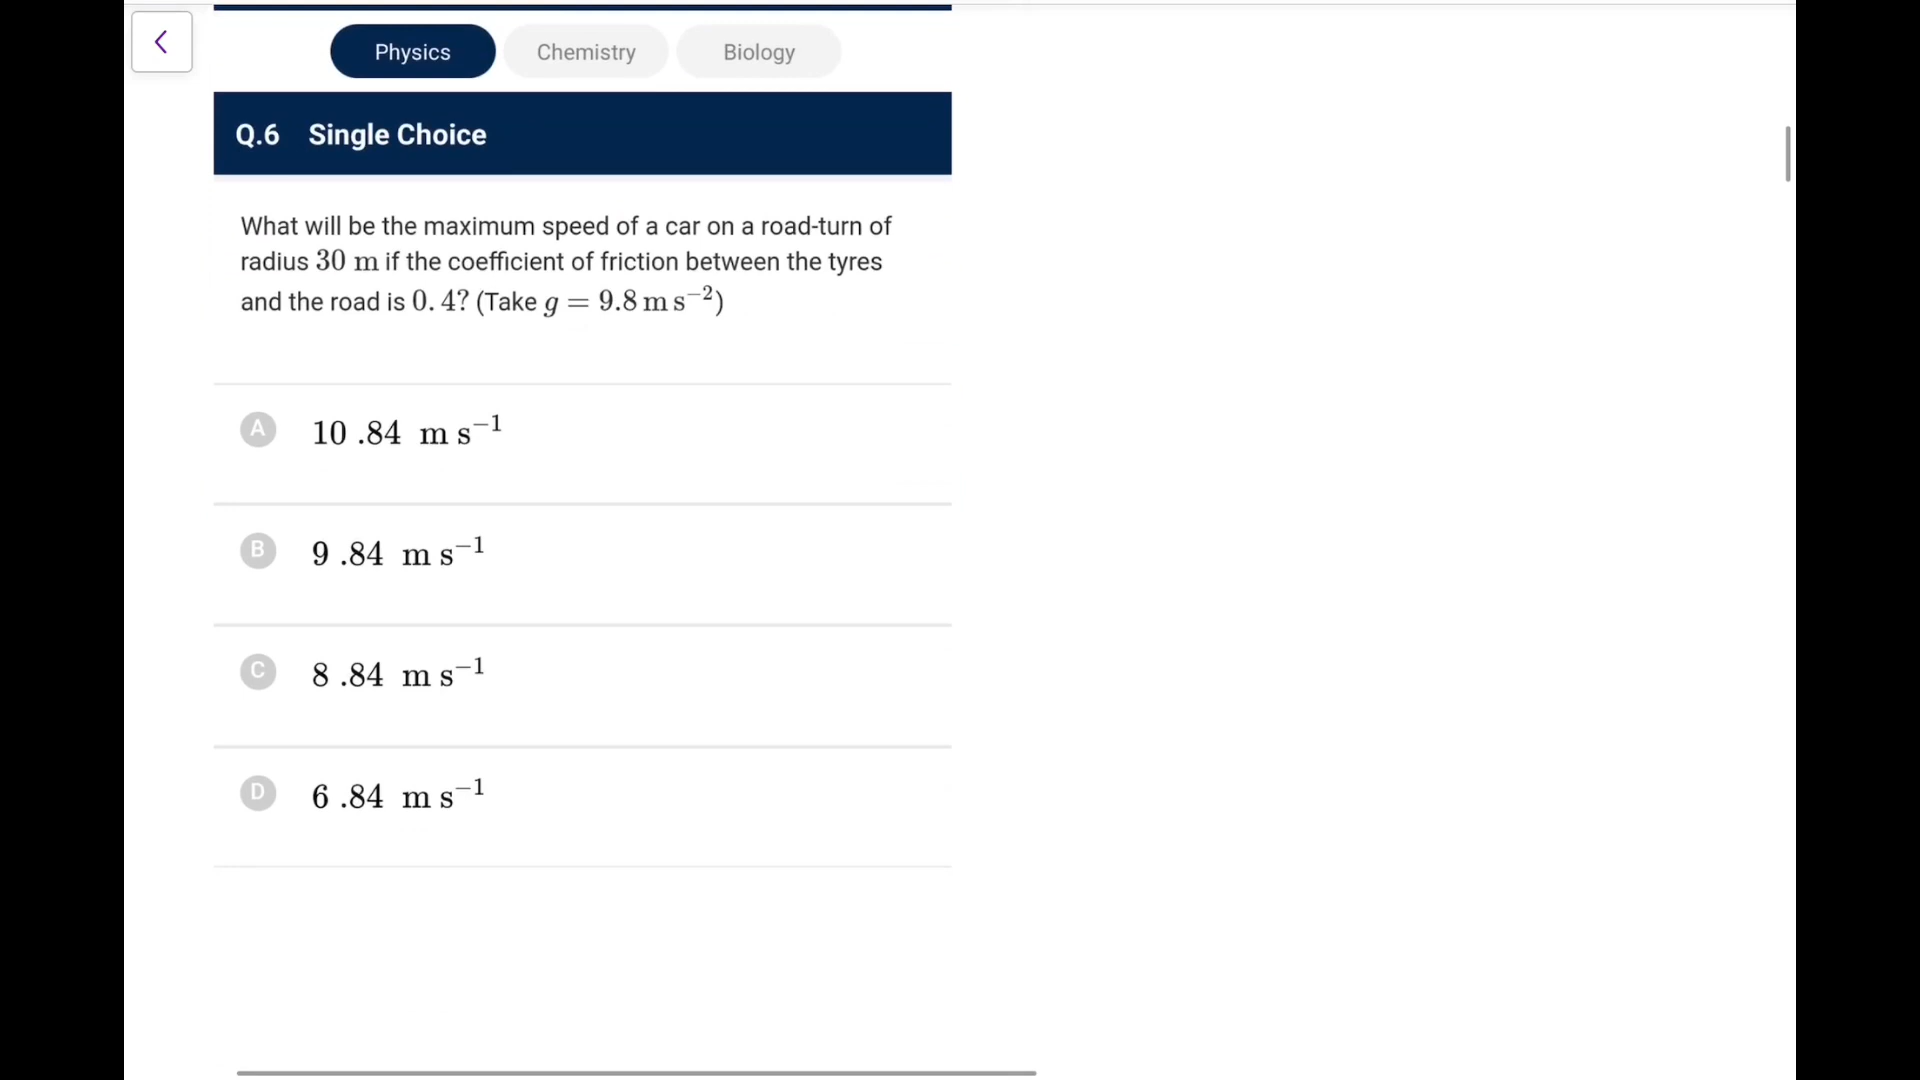 Physics Chemistry Biology
Q.6 Single Choice
What will be the maximum speed of a car on a road-turn of
radius 30 m if the coefficient of friction between the tyres
and the road is 0. 4? (Take g = 9.8 m s⁻²)
A 10 .84 m s⁻¹
B 9 .84 m s⁻¹
C 8 .84 m s⁻¹
D 6 .84 m s⁻¹